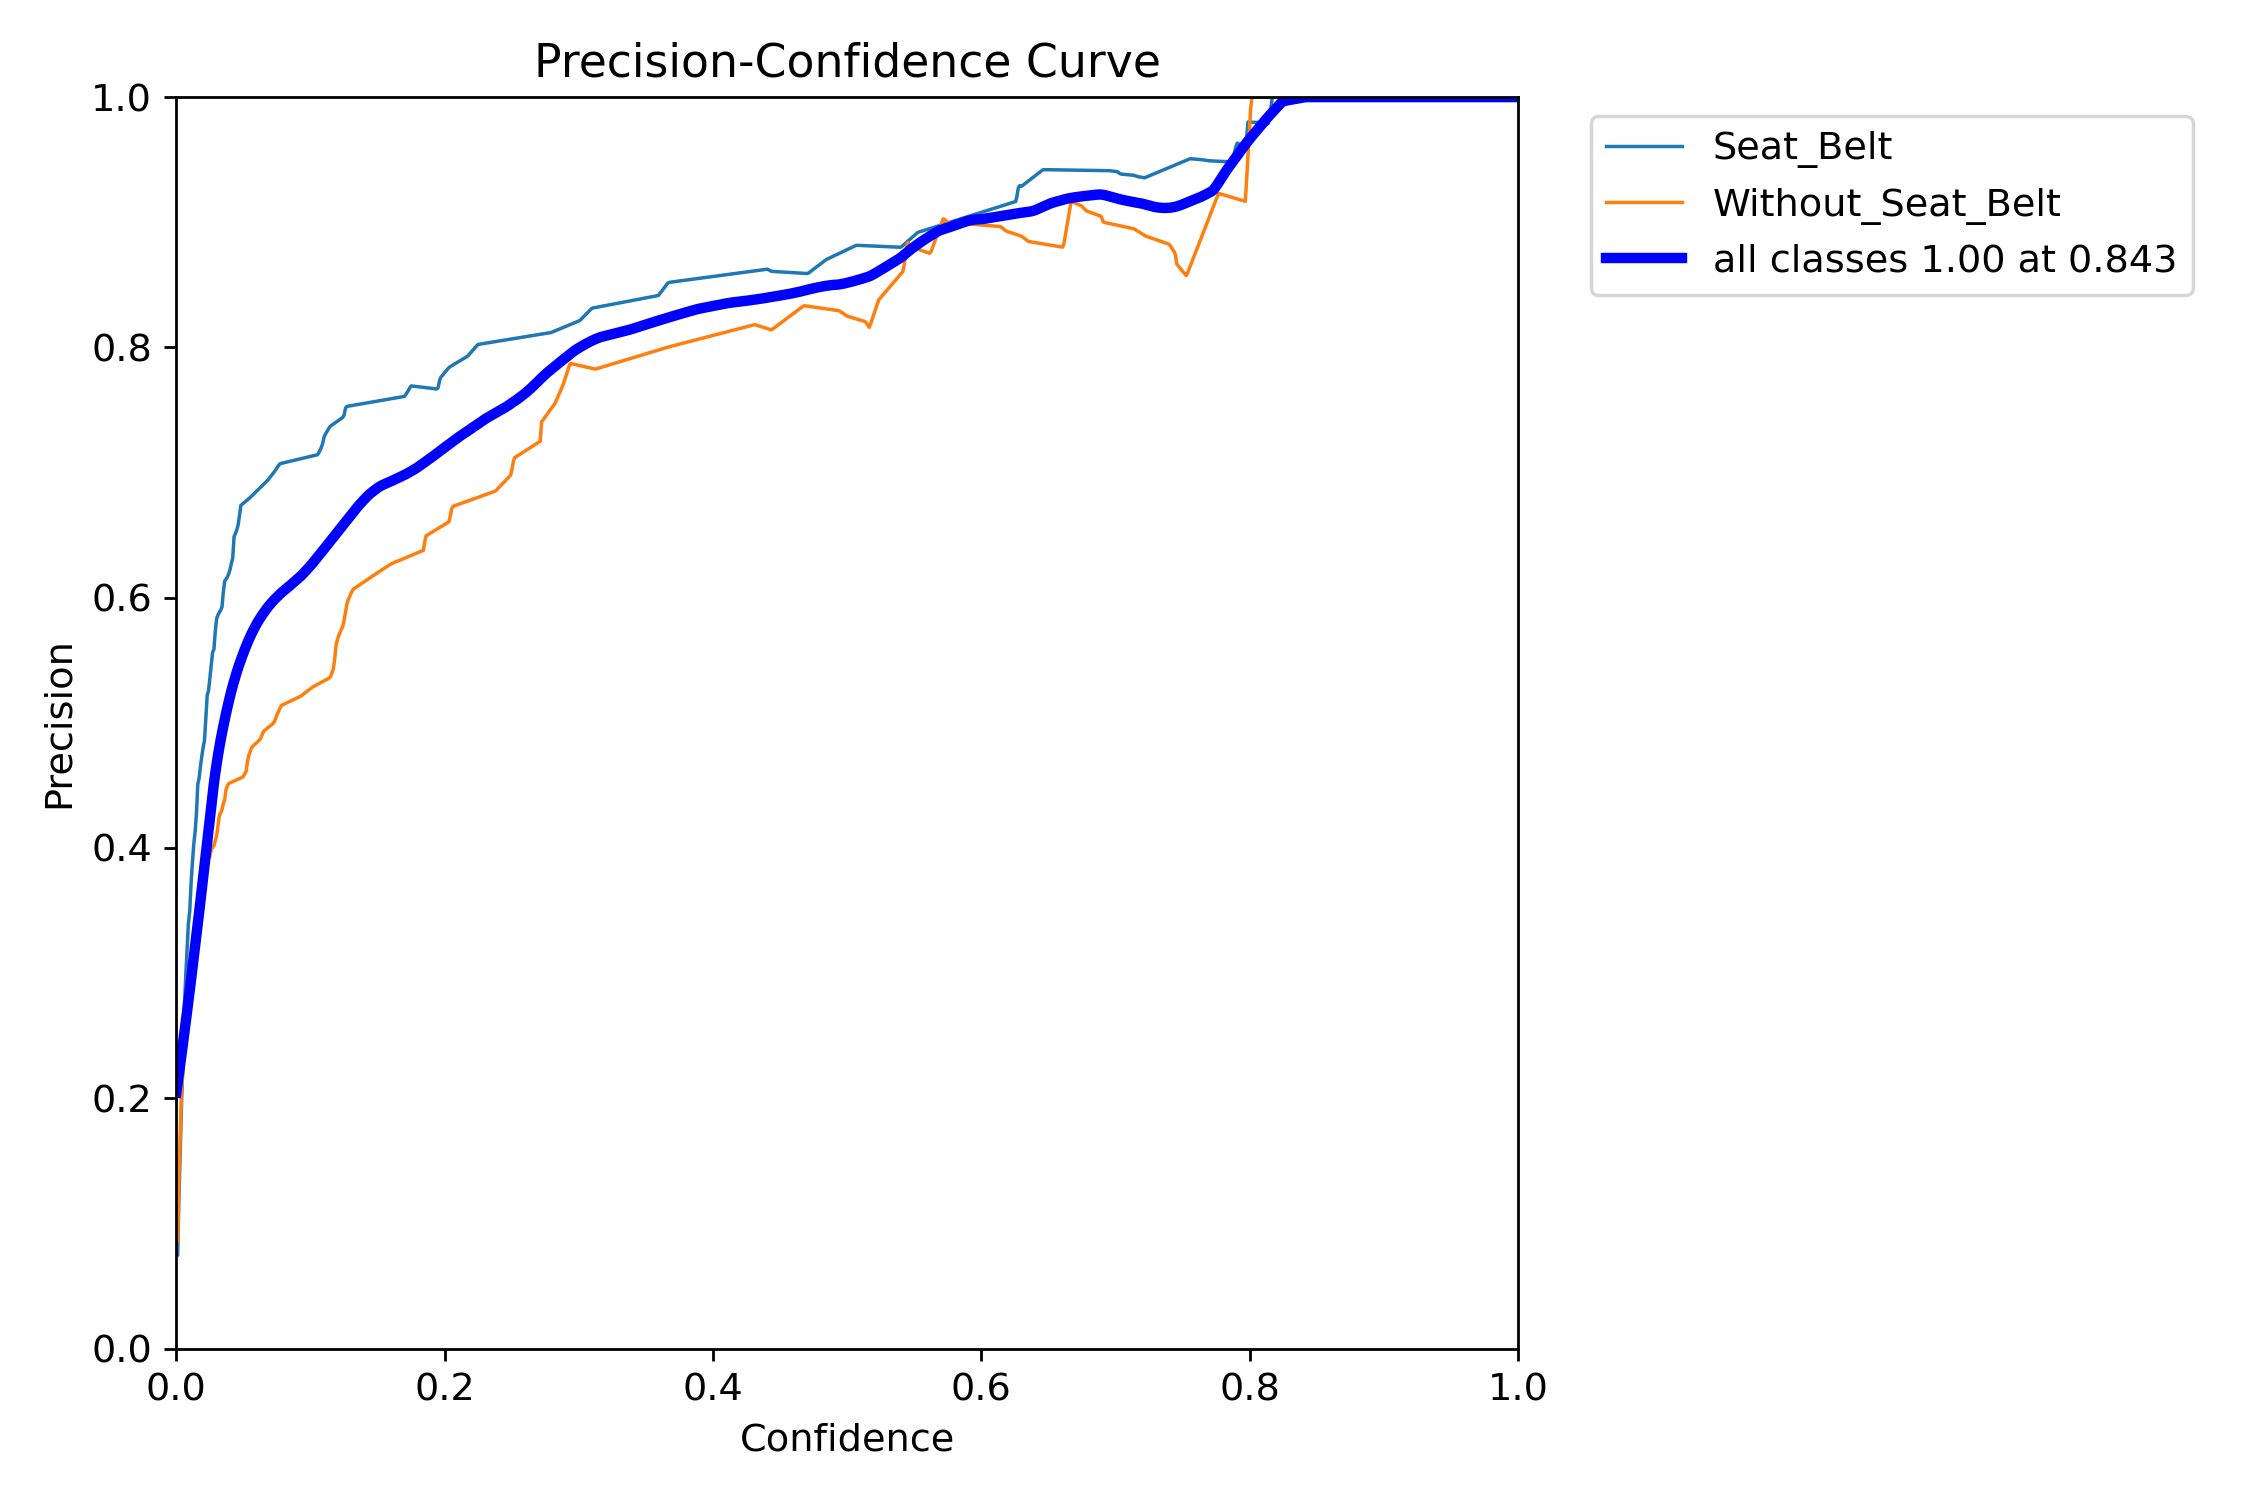 Precision-Confidence Curve
1.0
0.8
0.6
0.4
0.2
0.0
Precision
0.0 0.2 0.4 0.6 0.8 1.0
Confidence
Seat_Belt
Without_Seat_Belt
all classes 1.00 at 0.843